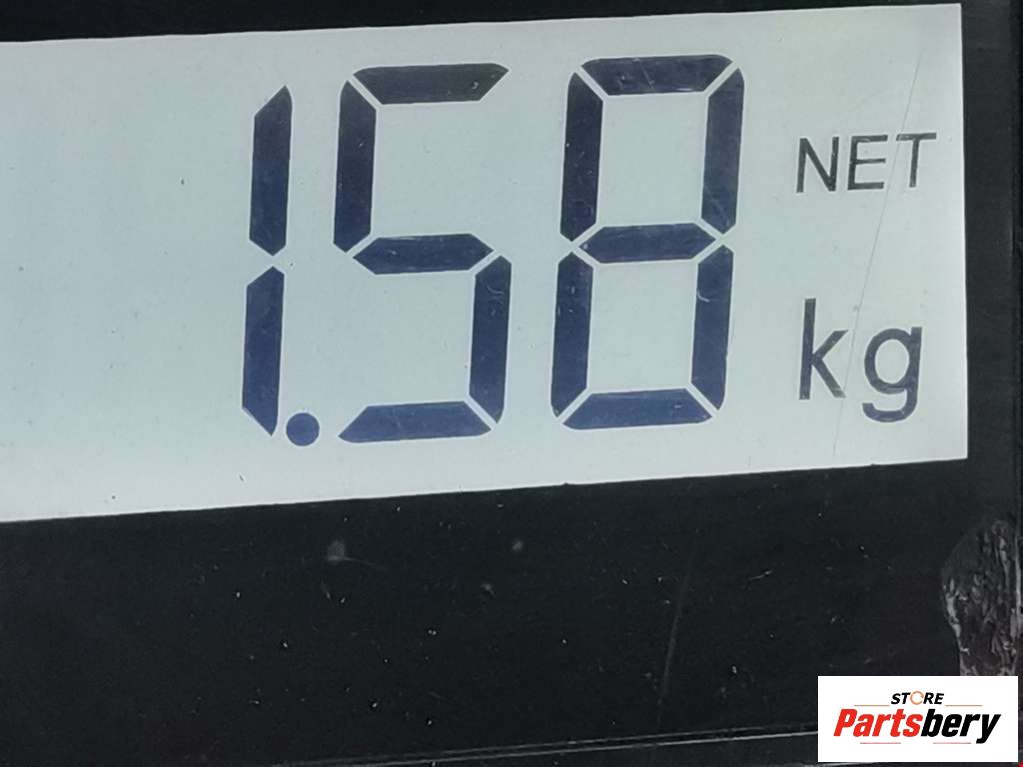 1.58 NET
kg
STORE
Partsbery